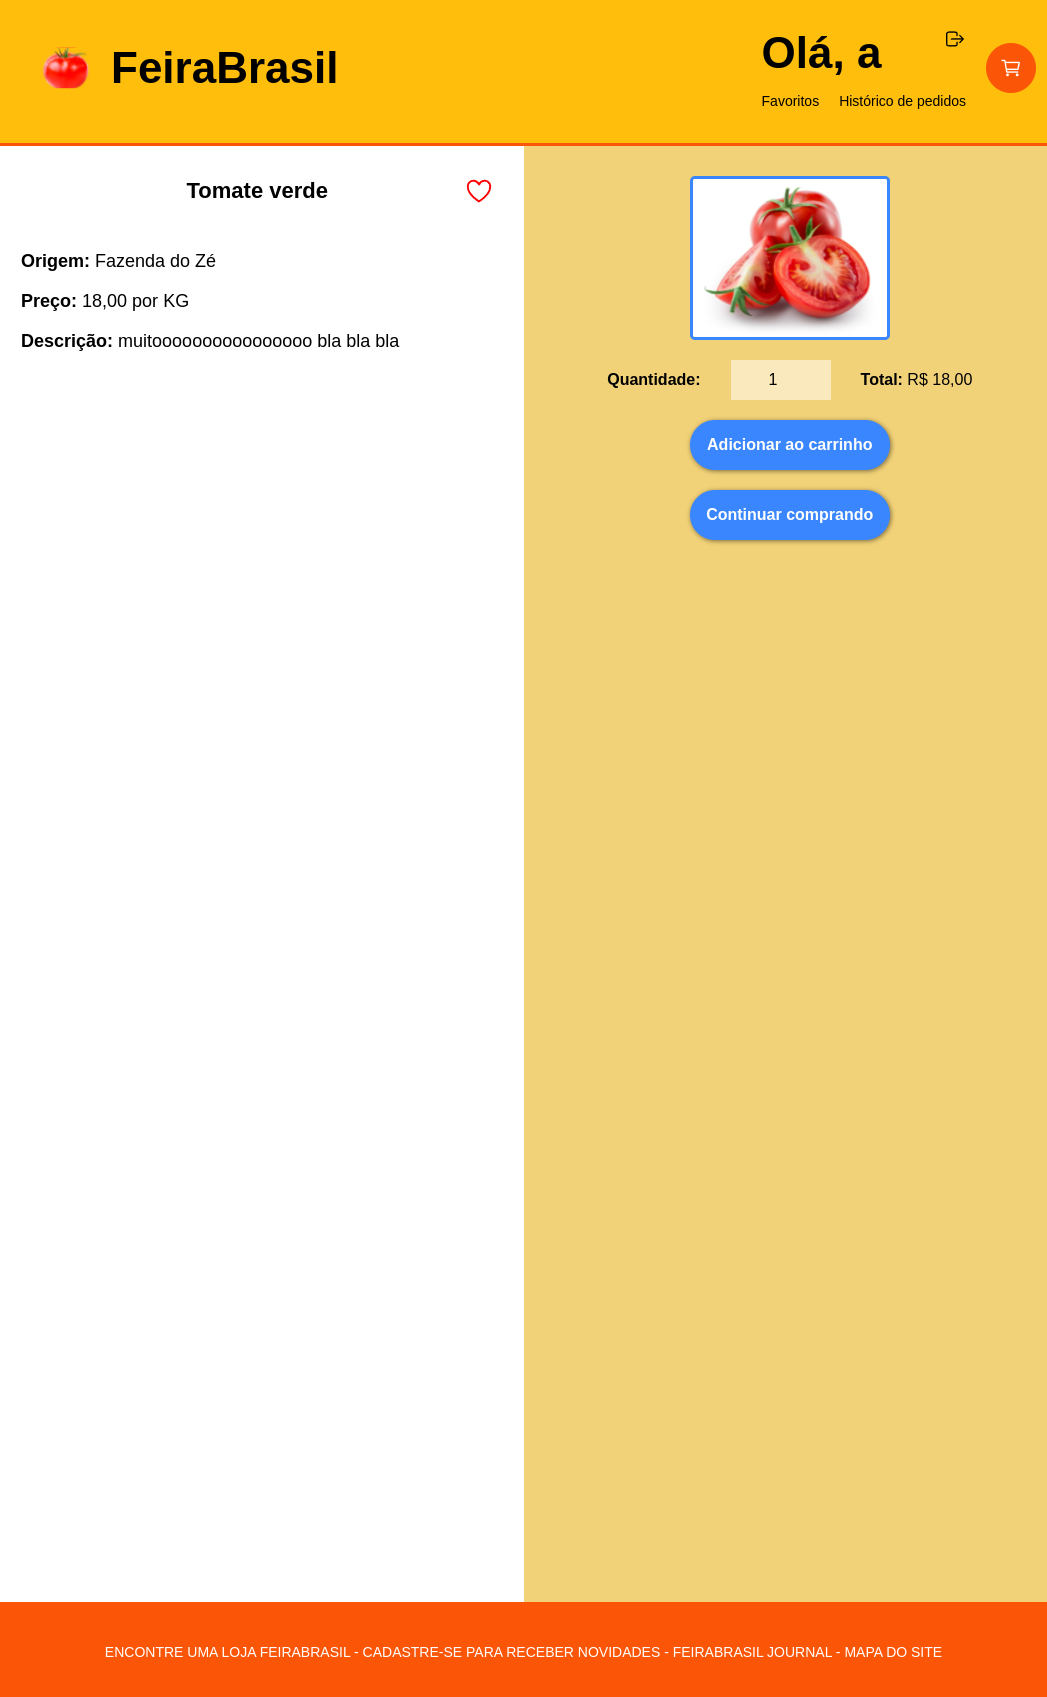 FeiraBrasil
Olá, a
Favoritos Histórico de pedidos
Tomate verde
Origem: Fazenda do Zé
Preço: 18,00 por KG
Descrição: muitoooooooooooooooo bla bla bla
Quantidade: 1 Total: R$ 18,00
Adicionar ao carrinho
Continuar comprando
ENCONTRE UMA LOJA FEIRABRASIL - CADASTRE-SE PARA RECEBER NOVIDADES - FEIRABRASIL JOURNAL - MAPA DO SITE